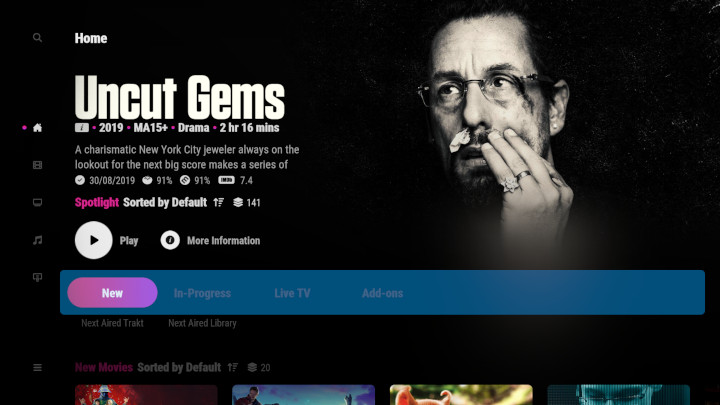 Home
Uncut Gems
i • 2019 • MA15+ • Drama • 2 hr 16 mins
A charismatic New York City jeweler always on the
lookout for the next big score makes a series of
30/08/2019 91% 91% IMDb 7.4
Spotlight Sorted by Default 141
Play More Information
New In-Progress Live TV Add-ons
Next Aired Trakt Next Aired Library
New Movies Sorted by Default 20